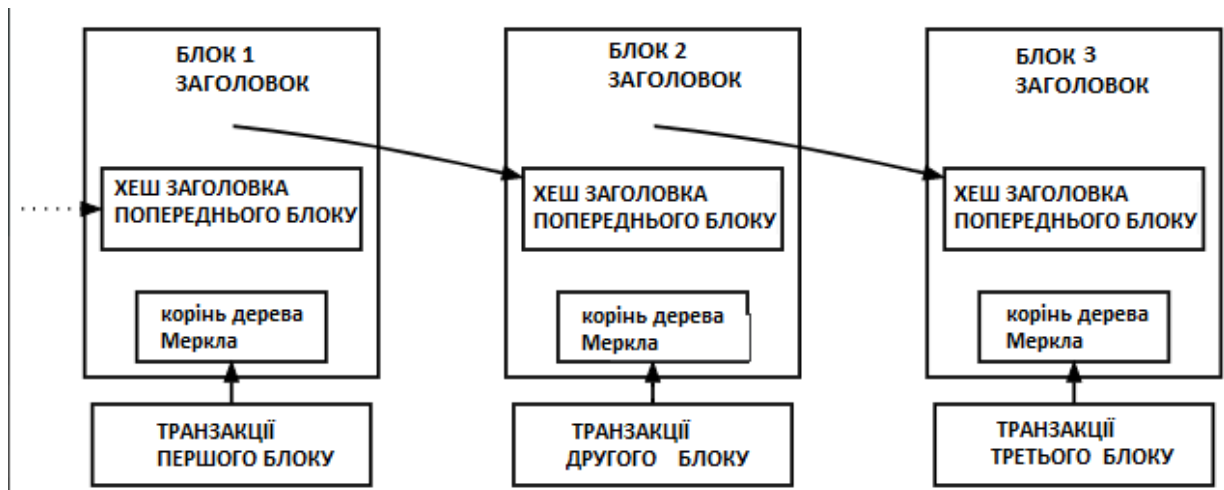 БЛОК 1
ЗАГОЛОВОК
ХЕШ ЗАГОЛОВКА
ПОПЕРЕДНЬОГО БЛОКУ
корінь дерева
Меркла
ТРАНЗАКЦІЇ
ПЕРШОГО БЛОКУ
БЛОК 2
ЗАГОЛОВОК
ХЕШ ЗАГОЛОВКА
ПОПЕРЕДНЬОГО БЛОКУ
корінь дерева
Меркла
ТРАНЗАКЦІЇ
ДРУГОГО БЛОКУ
БЛОК 3
ЗАГОЛОВОК
ХЕШ ЗАГОЛОВКА
ПОПЕРЕДНЬОГО БЛОКУ
корінь дерева
Меркла
ТРАНЗАКЦІЇ
ТРЕТЬОГО БЛОКУ